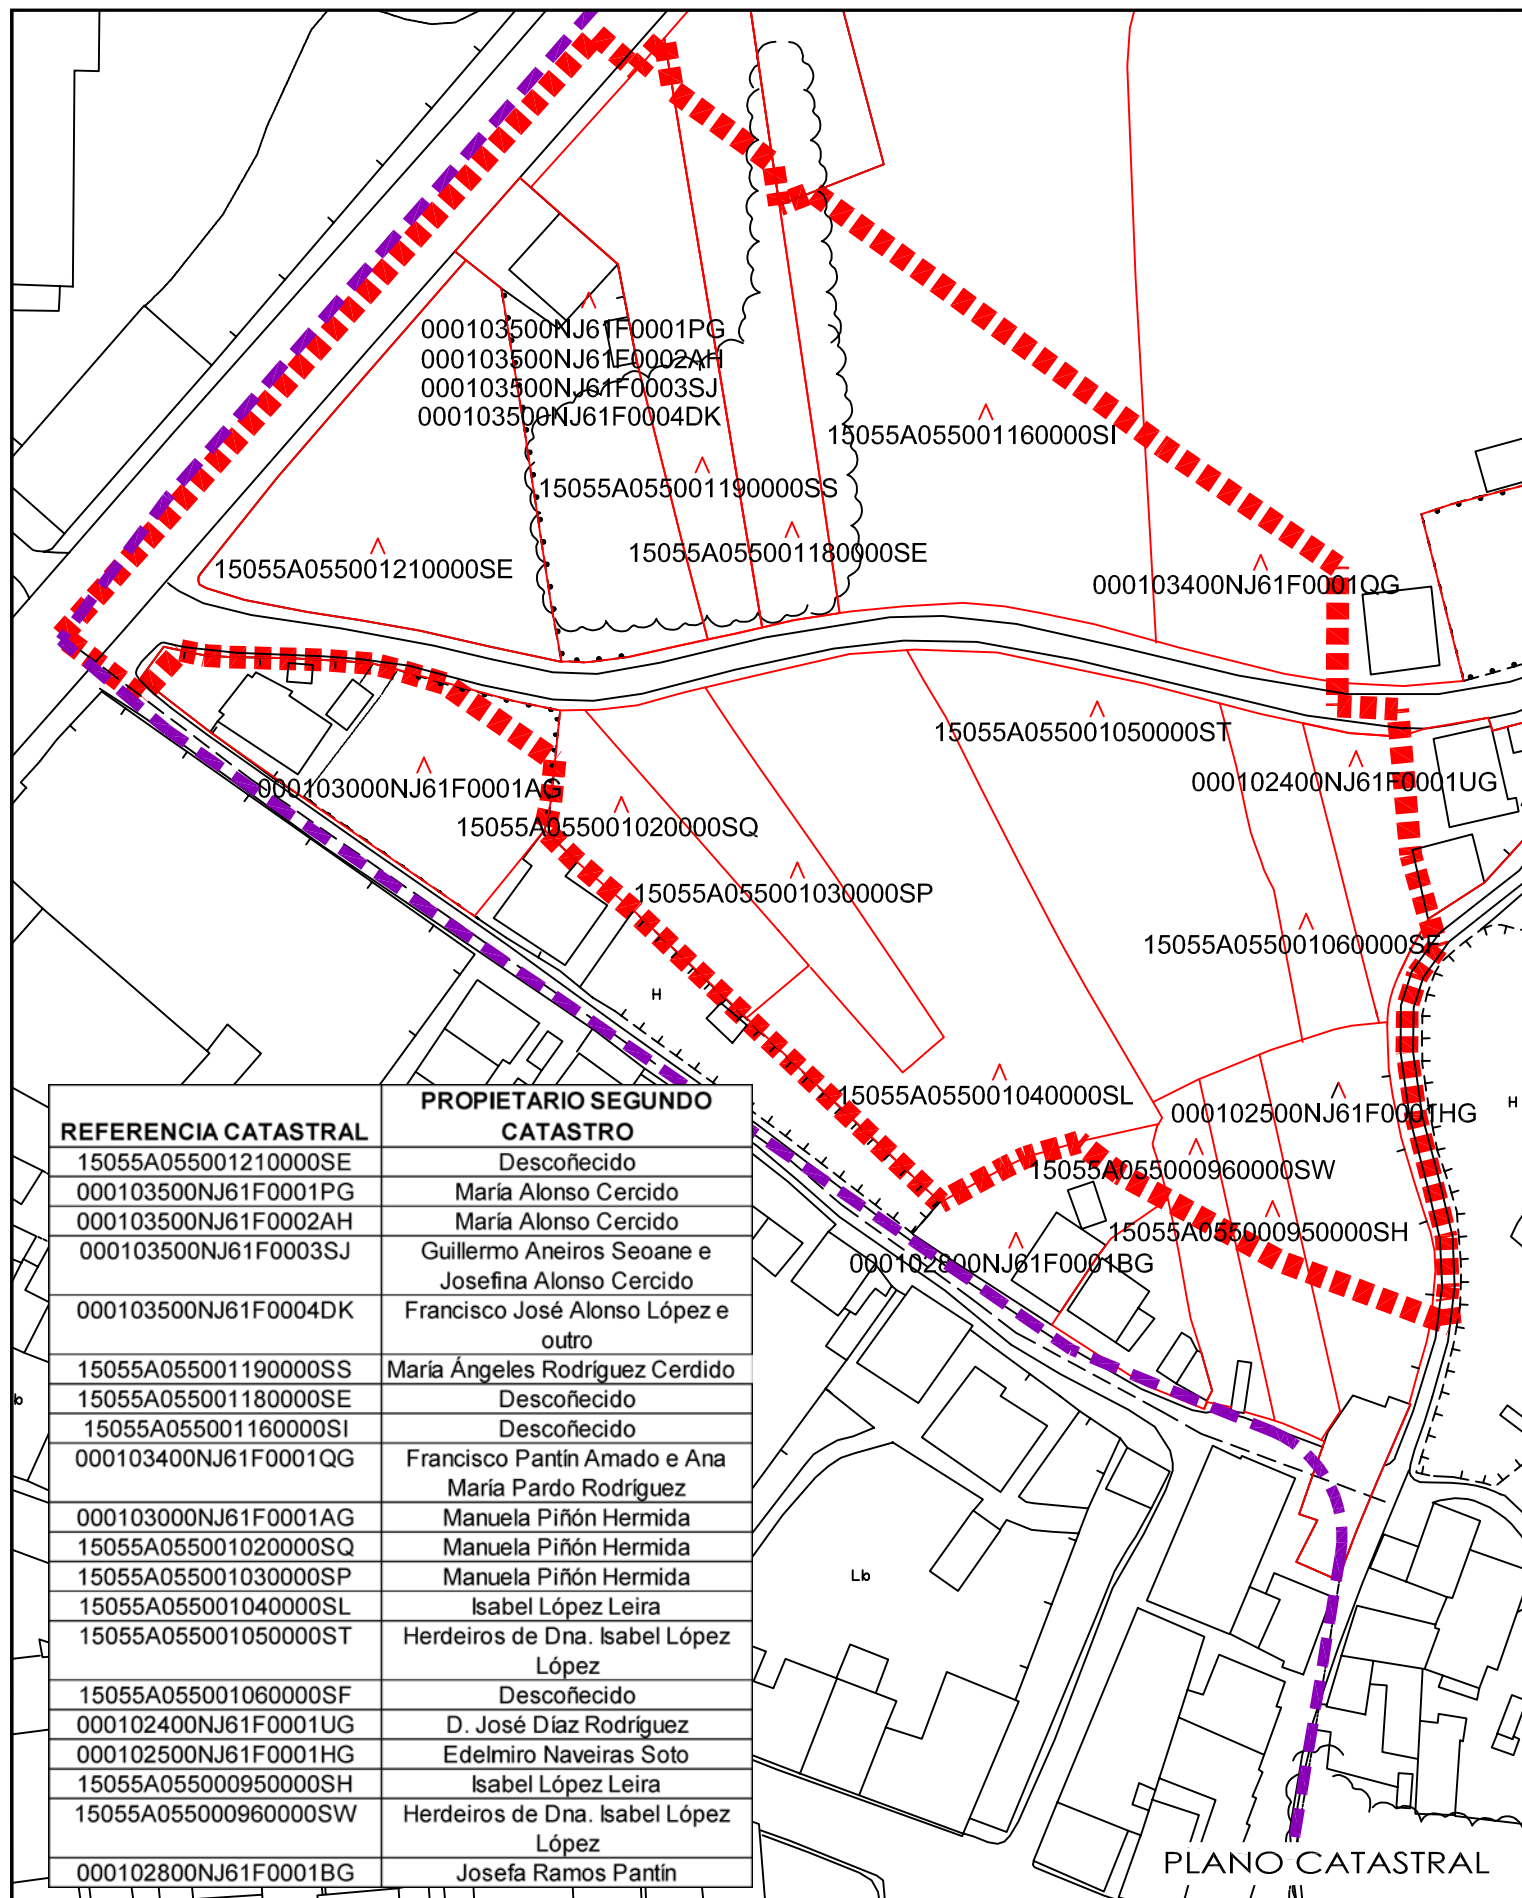 000103500NJ61F0001PG
000103500NJ61F0002AH
000103500NJ61F0003SJ
000103500NJ61F0004DK
15055A055001160000SI
15055A055001190000SS
15055A055001180000SE
15055A055001210000SE
000103400NJ61F0001QG
15055A055001050000ST
000102400NJ61F0001UG
000103000NJ61F0001AG
15055A055001020000SQ
15055A055001030000SP
15055A055001060000SF
H
15055A055001040000SL
000102500NJ61F0001HG
H
15055A055000960000SW
15055A055000950000SH
000102800NJ61F0001BG
REFERENCIA CATASTRAL PROPIETARIO SEGUNDO
CATASTRO
15055A055001210000SE Descoñecido
000103500NJ61F0001PG María Alonso Cercido
000103500NJ61F0002AH María Alonso Cercido
000103500NJ61F0003SJ Guillermo Aneiros Seoane e
Josefina Alonso Cercido
000103500NJ61F0004DK Francisco José Alonso López e
outro
15055A055001190000SS María Ángeles Rodríguez Cerdido
15055A055001180000SE Descoñecido
15055A055001160000SI Descoñecido
000103400NJ61F0001QG Francisco Pantín Amado e Ana
María Pardo Rodríguez
000103000NJ61F0001AG Manuela Piñón Hermida
15055A055001020000SQ Manuela Piñón Hermida
15055A055001030000SP Manuela Piñón Hermida
15055A055001040000SL Isabel López Leira
15055A055001050000ST Herdeiros de Dna. Isabel López
López
15055A055001060000SF Descoñecido
000102400NJ61F0001UG D. José Díaz Rodríguez
000102500NJ61F0001HG Edelmiro Naveiras Soto
15055A055000950000SH Isabel López Leira
15055A055000960000SW Herdeiros de Dna. Isabel López
López
000102800NJ61F0001BG Josefa Ramos Pantín
Lb
PLANO CATASTRAL